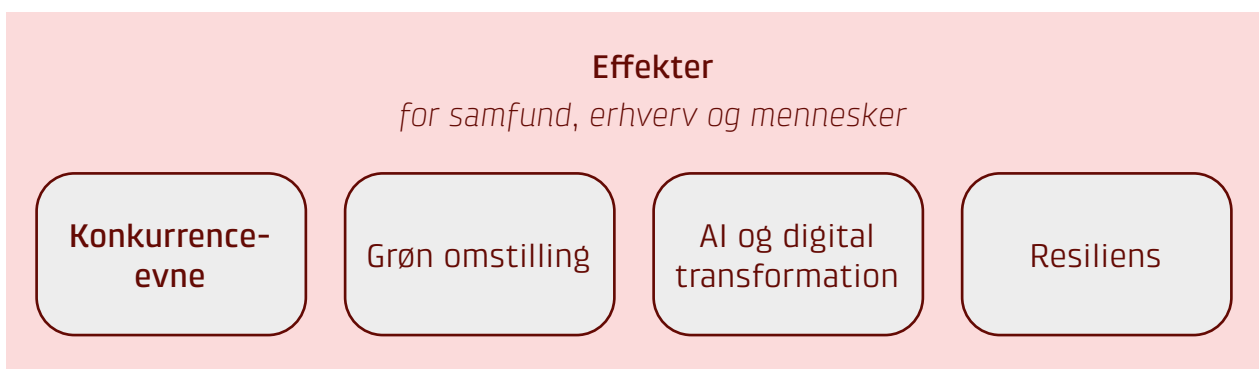 Effekter
for samfund, erhverv og mennesker
Konkurrence-
evne
Grøn omstilling
AI og digital
transformation
Resiliens